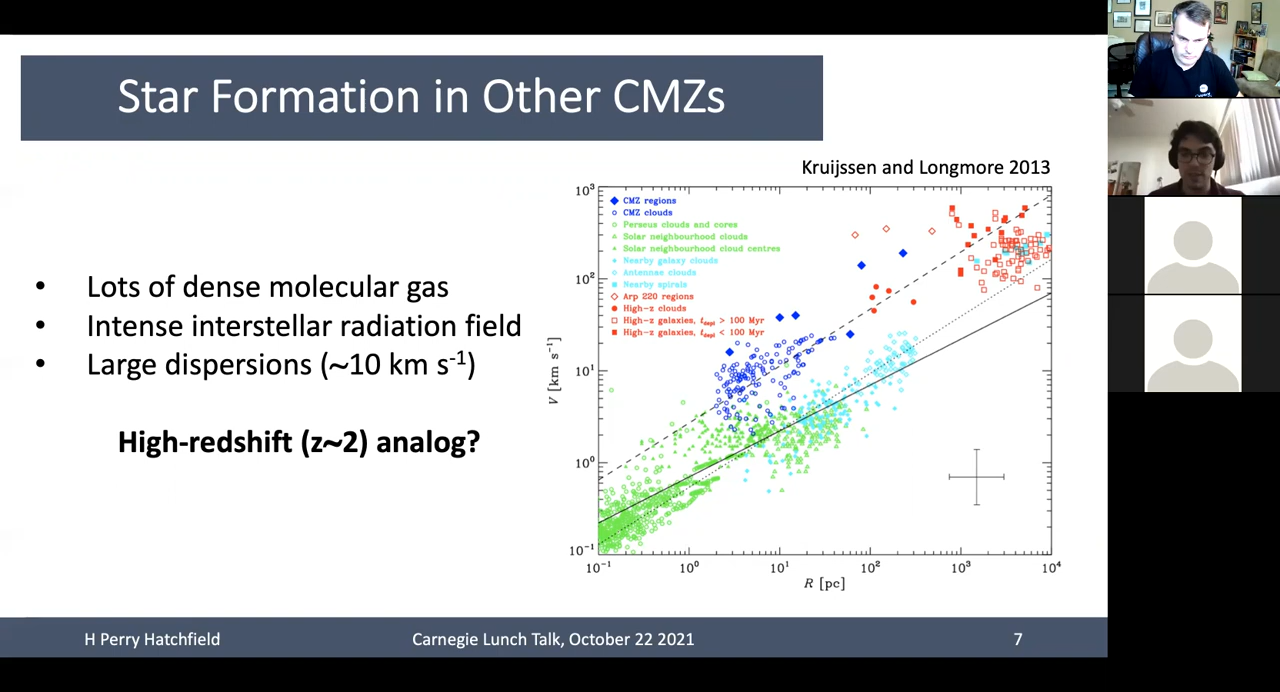 Star Formation in Other CMZs
Kruijssen and Longmore 2013
• Lots of dense molecular gas
• Intense interstellar radiation field
• Large dispersions (~10 km s⁻¹)
High-redshift (z~2) analog?
10³
10²
10¹
10⁰
10⁻¹
V [km s⁻¹]
CMZ regions
CMZ clouds
Perseus clouds and cores
Solar neighbourhood clouds
Solar neighbourhood cloud centres
Nearby galaxy clouds
Antennae clouds
Nearby spirals
Arp 220 regions
High-z clouds
High-z galaxies, t_depl > 100 Myr
High-z galaxies, t_depl < 100 Myr
10⁻¹ 10⁰ 10¹ 10² 10³ 10⁴
R [pc]
H Perry Hatchfield
Carnegie Lunch Talk, October 22 2021
7